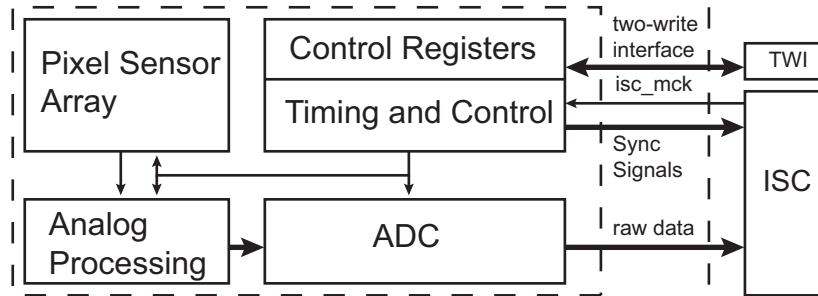 Pixel Sensor
Array
Control Registers
Timing and Control
two-write
interface
TWI
isc_mck
Sync
Signals
ISC
Analog
Processing
ADC
raw data